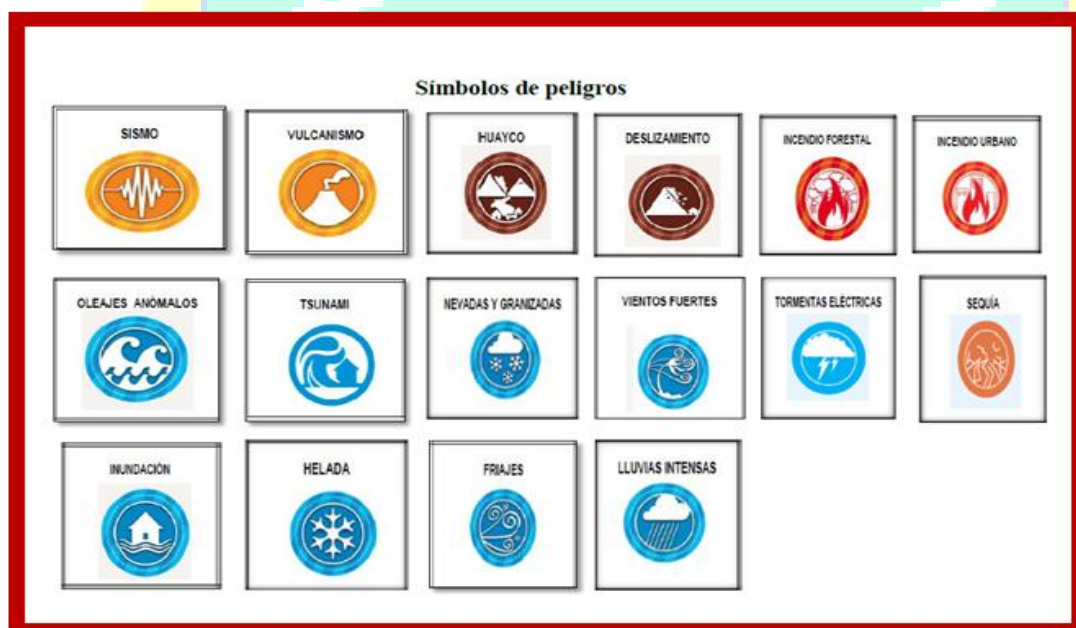 Símbolos de peligros
SISMO
VULCANISMO
HUAYCO
DESLIZAMIENTO
INCENDIO FORESTAL
INCENDIO URBANO
OLEAJES ANÓMALOS
TSUNAMI
NEVADAS Y GRANIZADAS
VIENTOS FUERTES
TORMENTAS ELÉCTRICAS
SEQUÍA
INUNDACIÓN
HELADA
FRIAJES
LLUVIAS INTENSAS